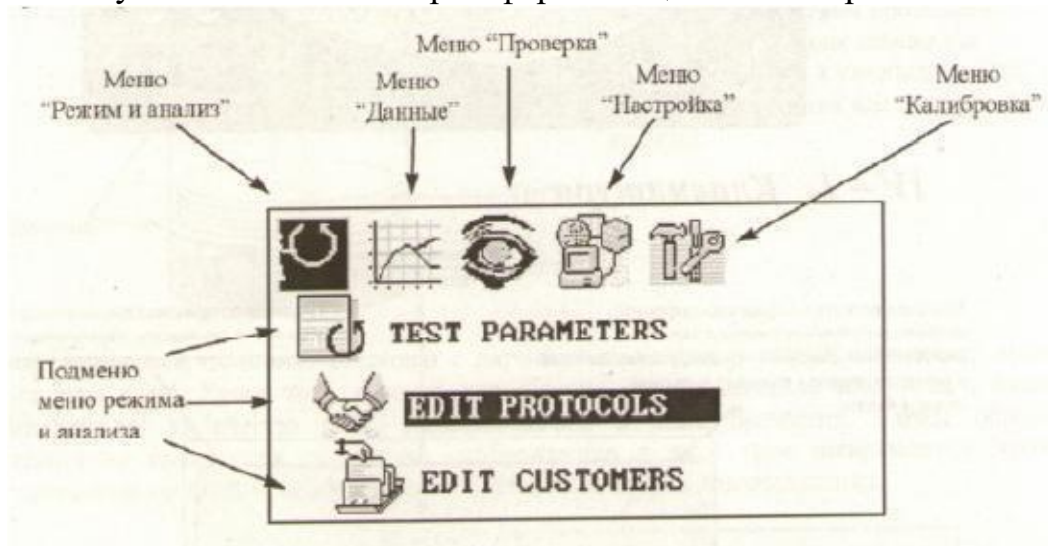 Меню “Проверка”
Меню
“Режим и анализ”
Меню
“Данные”
Меню
“Настройка”
Меню
“Калибровка”
TEST PARAMETERS
Подменю
меню режима
и анализа
EDIT PROTOCOLS
EDIT CUSTOMERS